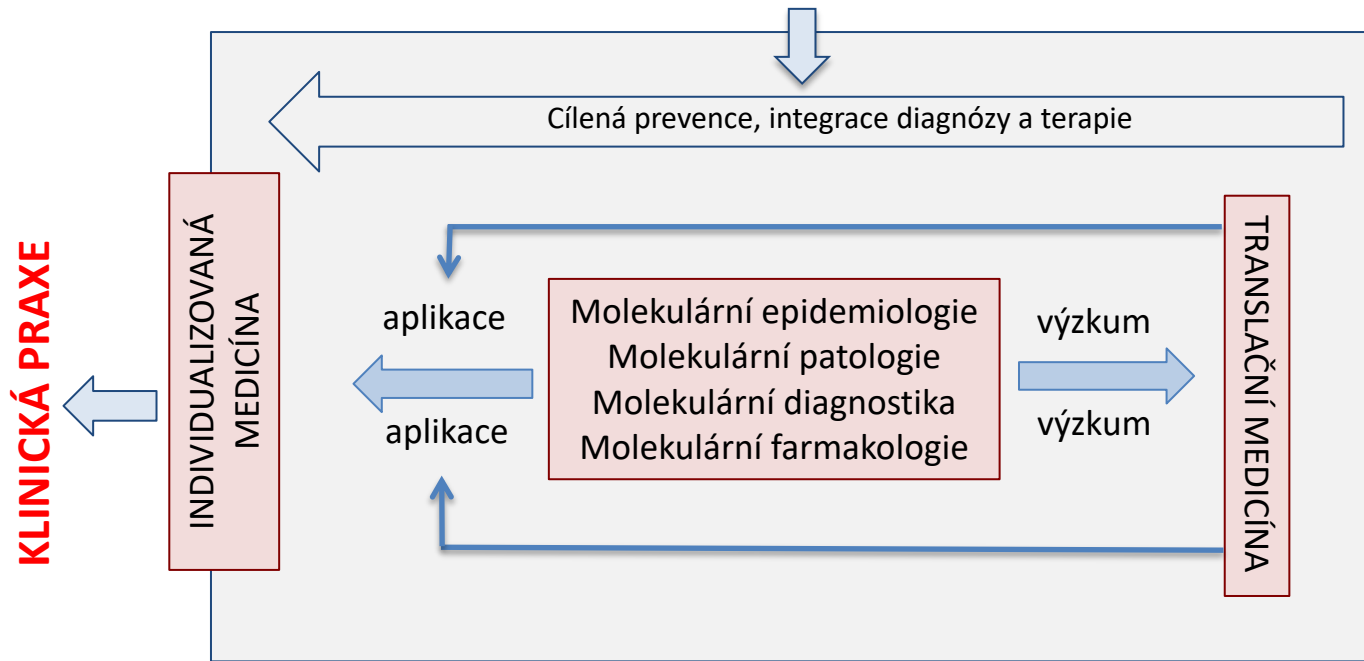 Cílená prevence, integrace diagnózy a terapie
KLINICKÁ PRAXE
INDIVIDUALIZOVANÁ
MEDICÍNA
aplikace
aplikace
Molekulární epidemiologie
Molekulární patologie
Molekulární diagnostika
Molekulární farmakologie
výzkum
výzkum
TRANSLAČNÍ MEDICÍNA